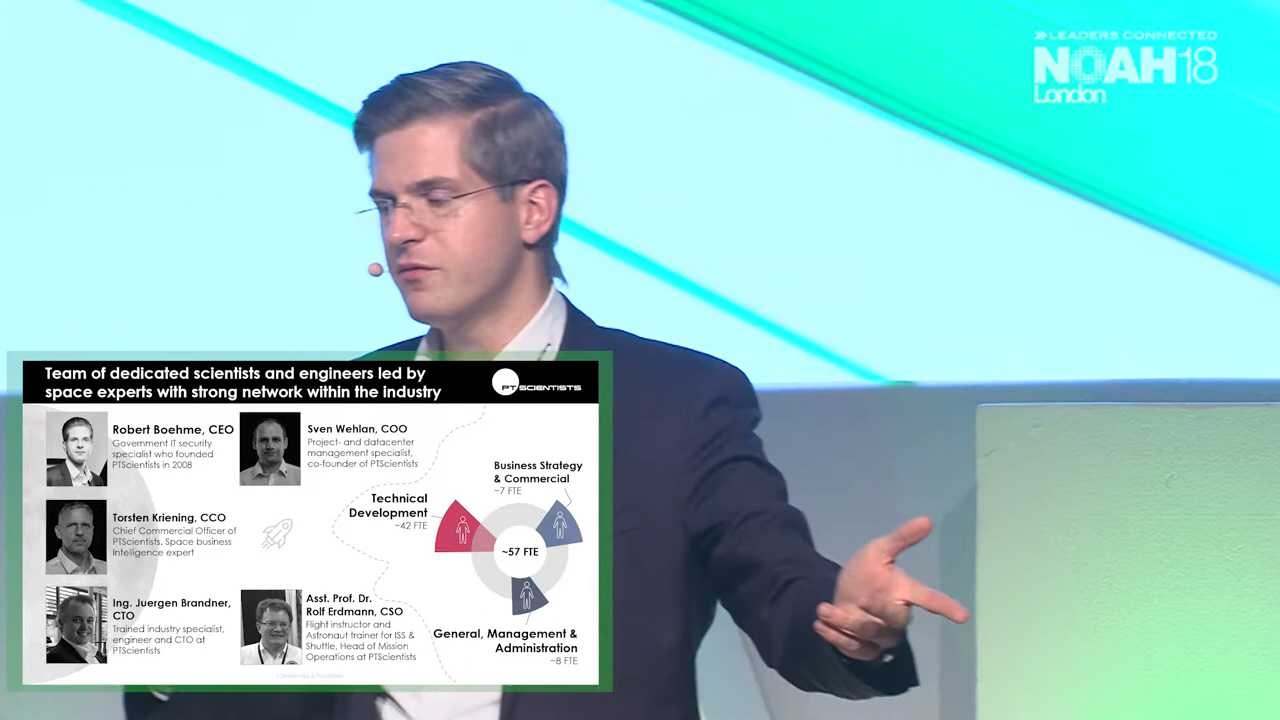 LEADERS CONNECTED
NOAH18
London
Team of dedicated scientists and engineers led by
space experts with strong network within the industry
PTSCIENTISTS
Robert Boehme, CEO
Government IT security
specialist who founded
PTScientists in 2008
Sven Wehlan, COO
Project- and datacenter
management specialist,
co-founder of PTScientists
Torsten Kriening, CCO
Chief Commercial Officer of
PTScientists. Space business
Intelligence expert
Ing. Juergen Brandner,
CTO
Trained industry specialist,
engineer and CTO at
PTScientists
Asst. Prof. Dr.
Rolf Erdmann, CSO
Flight instructor and
Astronaut trainer for ISS &
Shuttle, Head of Mission
Operations at PTScientists
Business Strategy
& Commercial
~7 FTE
Technical
Development
~42 FTE
~57 FTE
General, Management &
Administration
~8 FTE